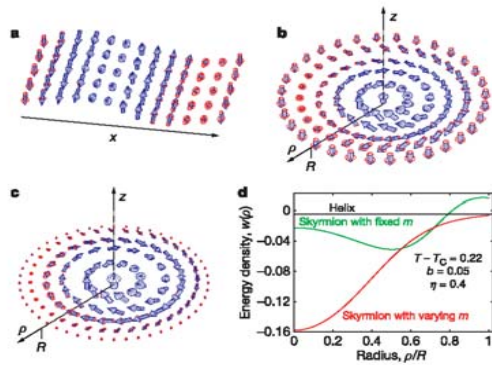 a
x
z
b
ρ
R
c
z
ρ
R
d
Energy density, w(ρ)
0
−0.04
−0.08
−0.12
−0.16
Helix
Skyrmion with fixed m
T − TC = 0.22
b = 0.05
η = 0.4
Skyrmion with varying m
0 0.2 0.4 0.6 0.8 1
Radius, ρ/R